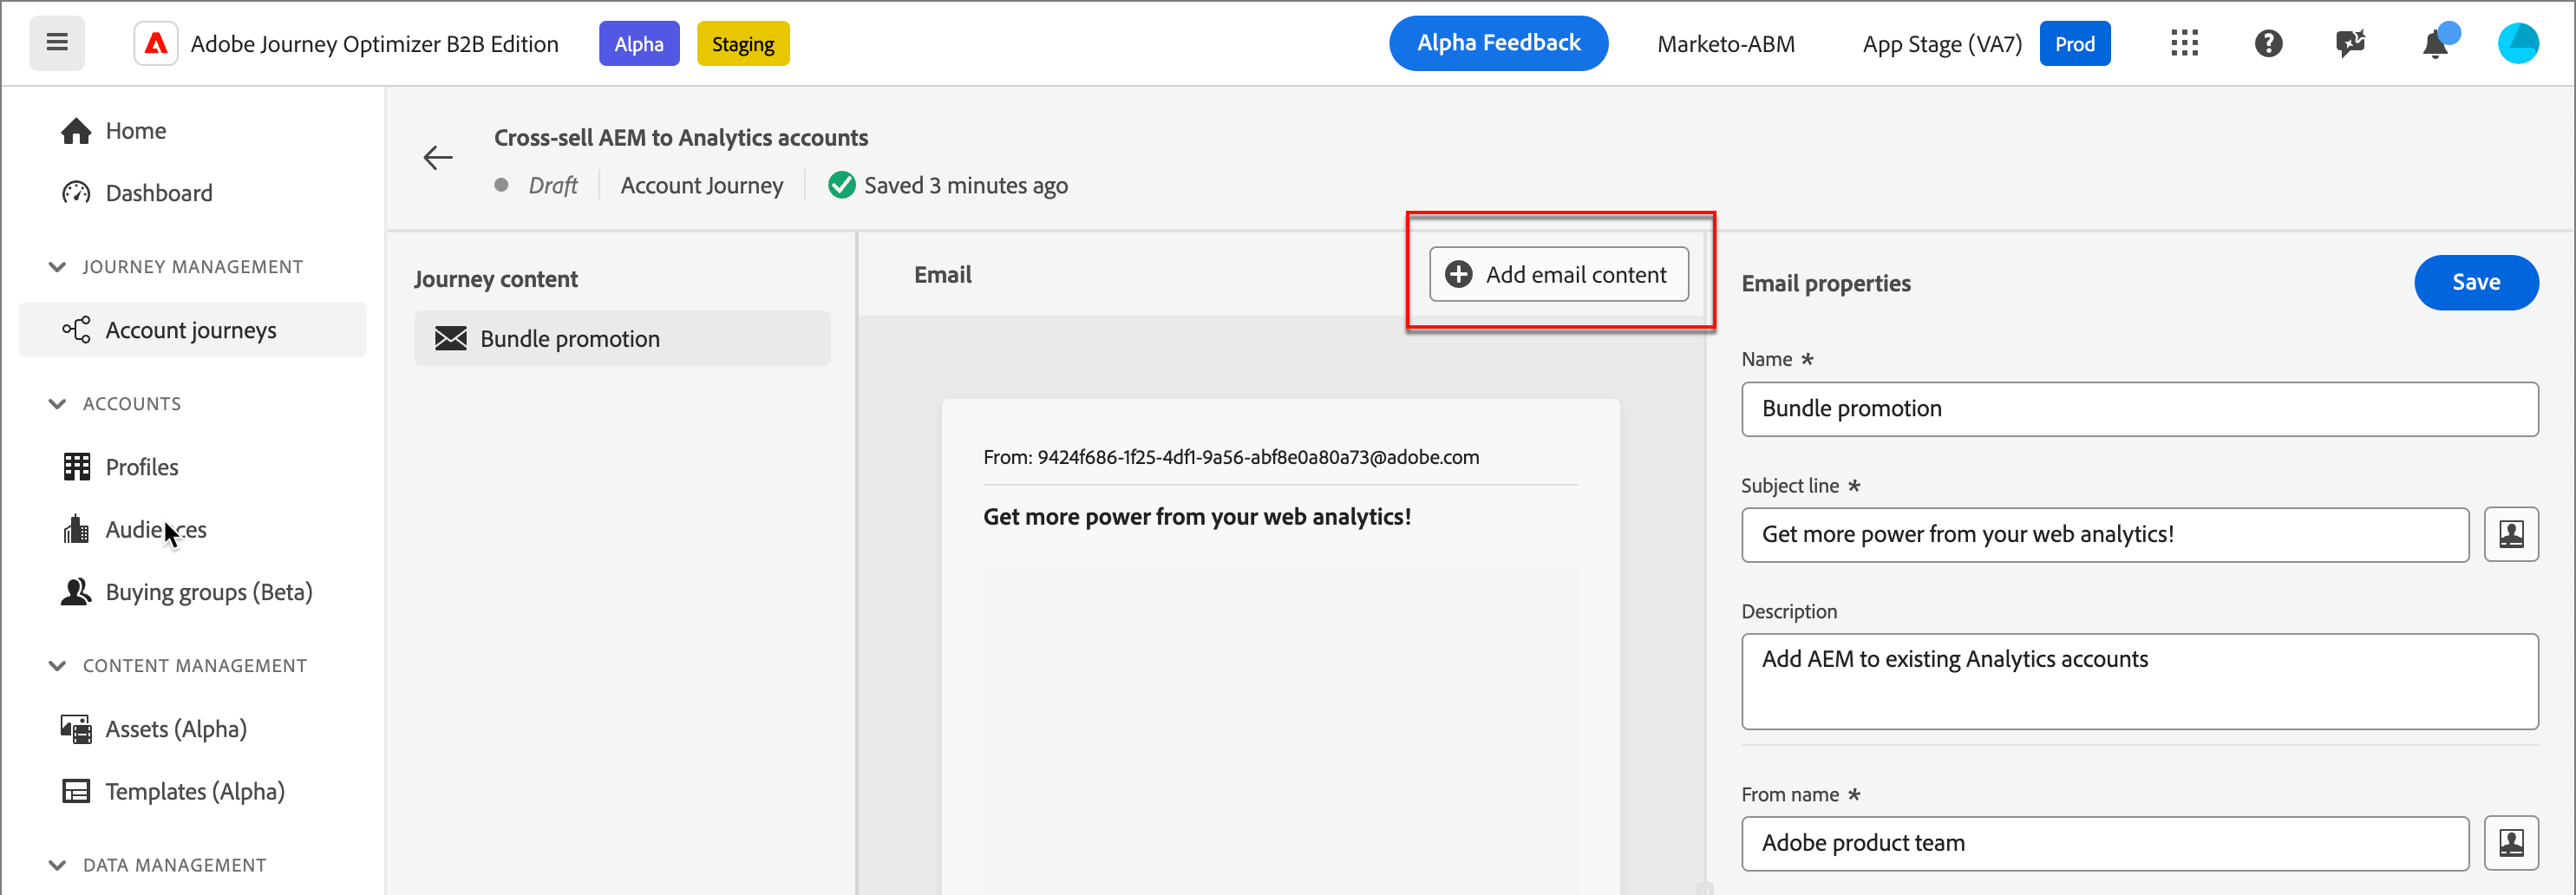 Adobe Journey Optimizer B2B Edition
Alpha
Staging
Alpha Feedback
Marketo-ABM
App Stage (VA7)
Prod
Home
Dashboard
JOURNEY MANAGEMENT
Account journeys
ACCOUNTS
Profiles
Audiences
Buying groups (Beta)
CONTENT MANAGEMENT
Assets (Alpha)
Templates (Alpha)
DATA MANAGEMENT
Cross-sell AEM to Analytics accounts
Draft
Account Journey
Saved 3 minutes ago
Journey content
Bundle promotion
Email
Add email content
From: 9424f686-1f25-4df1-9a56-abf8e0a80a73@adobe.com
Get more power from your web analytics!
Email properties
Save
Name *
Bundle promotion
Subject line *
Get more power from your web analytics!
Description
Add AEM to existing Analytics accounts
From name *
Adobe product team